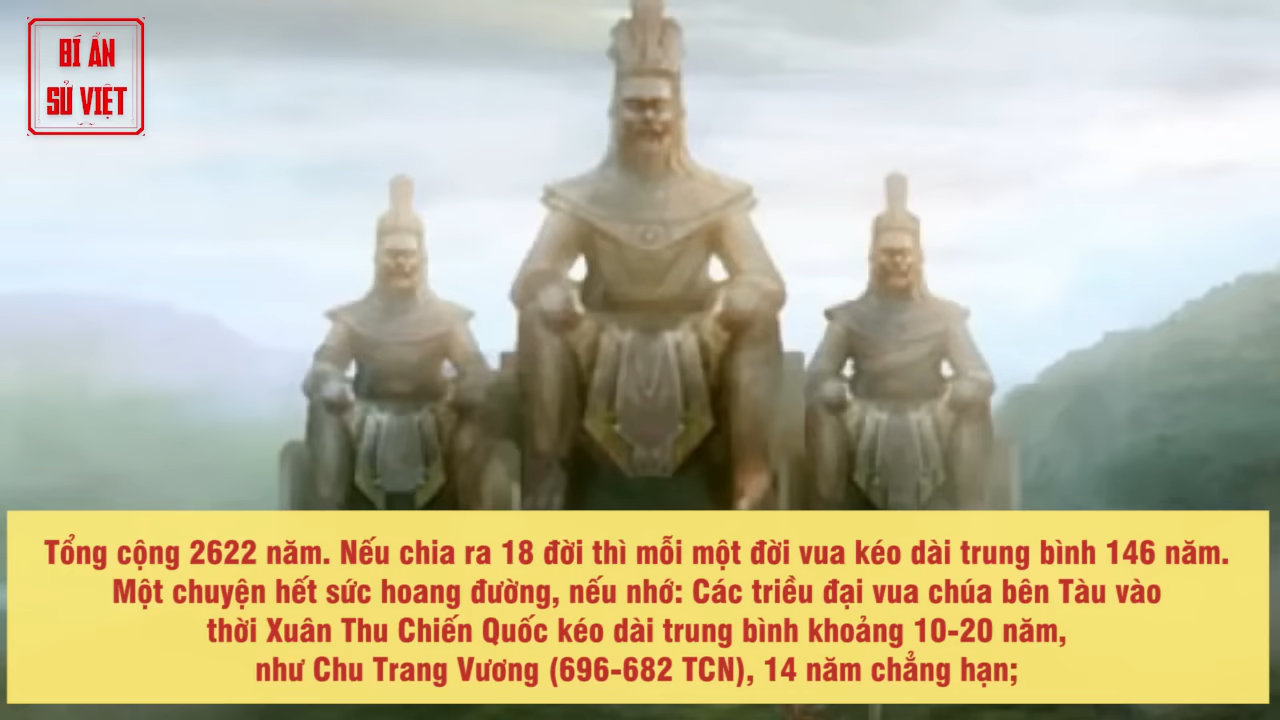 BÍ ẨN
SỬ VIỆT
Tổng cộng 2622 năm. Nếu chia ra 18 đời thì mỗi một đời vua kéo dài trung bình 146 năm.
Một chuyện hết sức hoang đường, nếu nhớ: Các triều đại vua chúa bên Tàu vào
thời Xuân Thu Chiến Quốc kéo dài trung bình khoảng 10-20 năm,
như Chu Trang Vương (696-682 TCN), 14 năm chẳng hạn;